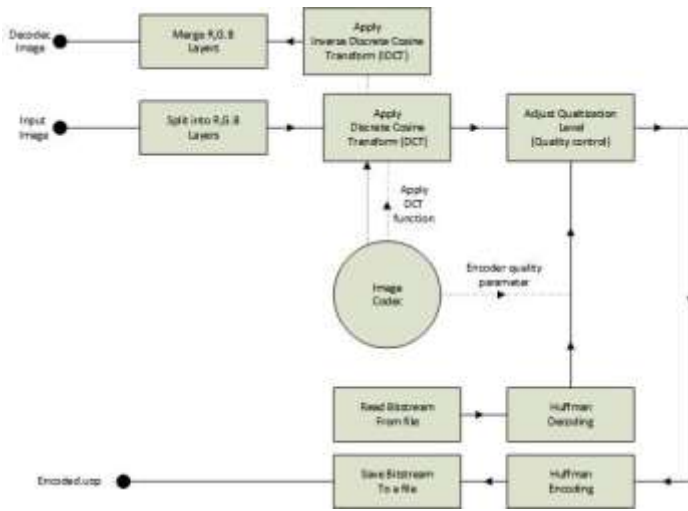 Decoded
Image
Merge R,G.B
Layers
Apply
Inverse Discrete Cosine
Transform (IDCT)
Input
Image
Split into R,G.B
Layers
Apply
Discrete Cosine
Transform (DCT)
Adjust Quaitization
Level
(Quality control)
Apply
DCT
function
Image
Codec
Encoder quality
parameter
Read Bitstream
From file
Huffman
Decoding
Encoded.uop
Save Bitstream
To a file
Huffman
Encoding